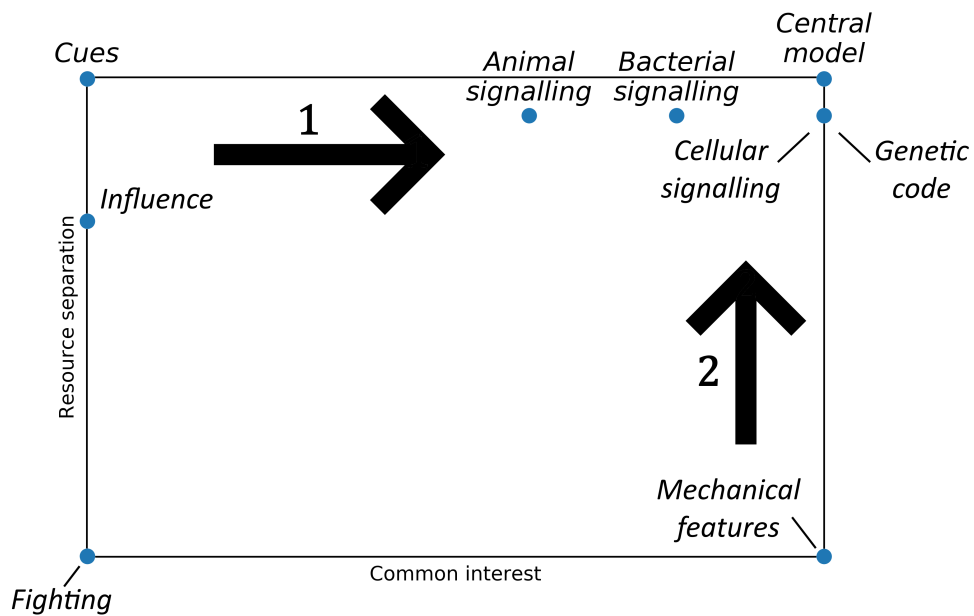 Central
model
Cues
Animal
signalling
Bacterial
signalling
1
Cellular
signalling
Genetic
code
Influence
Resource separation
2
Mechanical
features
Common interest
Fighting